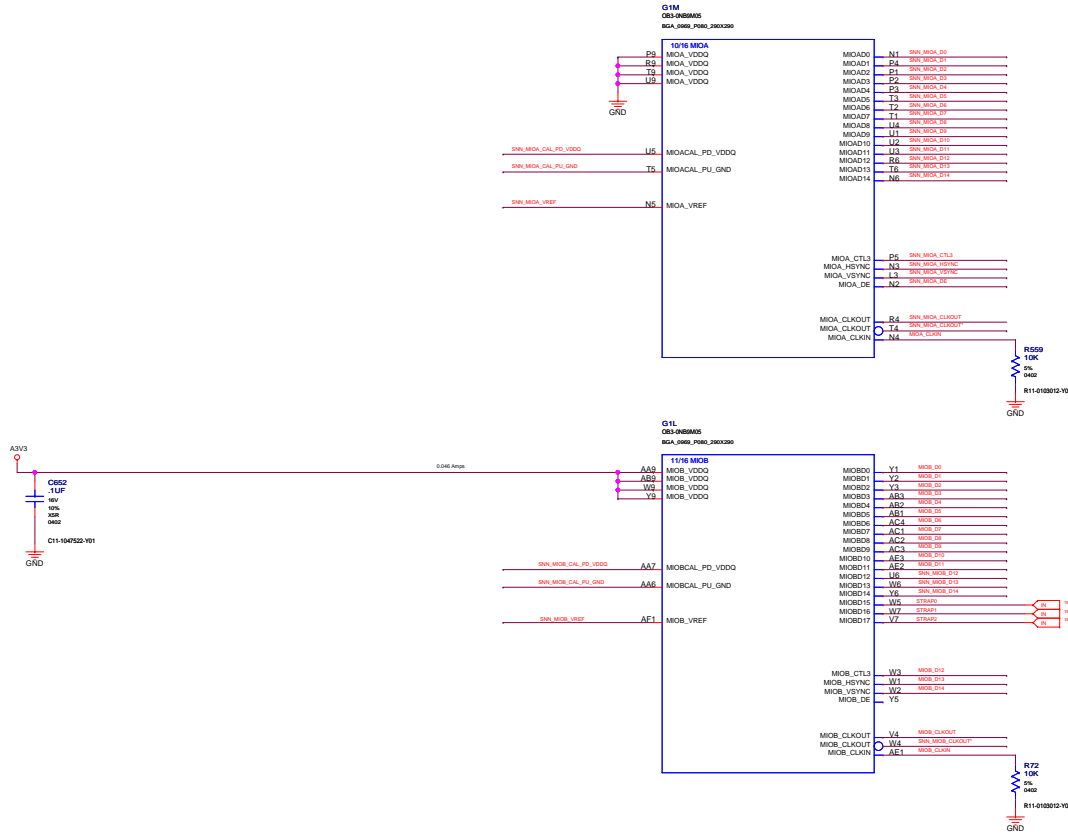 G1M
OB3-0NB9M05
BGA_0969_P080_290X290
10/16 MIOA
P9 MIOA_VDDQ
R9 MIOA_VDDQ
T9 MIOA_VDDQ
U9 MIOA_VDDQ
GND
SNN_MIOA_CAL_PD_VDDQ U5 MIOACAL_PD_VDDQ
SNN_MIOA_CAL_PU_GND T5 MIOACAL_PU_GND
SNN_MIOA_VREF N5 MIOA_VREF
MIOAD0 N1 SNN_MIOA_D0
MIOAD1 P4 SNN_MIOA_D1
MIOAD2 P1 SNN_MIOA_D2
MIOAD3 P2 SNN_MIOA_D3
MIOAD4 P3 SNN_MIOA_D4
MIOAD5 T3 SNN_MIOA_D5
MIOAD6 T2 SNN_MIOA_D6
MIOAD7 T1 SNN_MIOA_D7
MIOAD8 U4 SNN_MIOA_D8
MIOAD9 U1 SNN_MIOA_D9
MIOAD10 U2 SNN_MIOA_D10
MIOAD11 U3 SNN_MIOA_D11
MIOAD12 R6 SNN_MIOA_D12
MIOAD13 T6 SNN_MIOA_D13
MIOAD14 N6 SNN_MIOA_D14
MIOA_CTL3 P5 SNN_MIOA_CTL3
MIOA_HSYNC N3 SNN_MIOA_HSYNC
MIOA_VSYNC L3 SNN_MIOA_VSYNC
MIOA_DE N2 SNN_MIOA_DE
MIOA_CLKOUT R4 SNN_MIOA_CLKOUT
MIOA_CLKOUT T4 SNN_MIOA_CLKOUT*
MIOA_CLKIN N4 MIOA_CLKIN
R559
10K
5%
0402
R11-0103012-Y0
GND
G1L
OB3-0NB9M05
BGA_0969_P080_290X290
A3V3
C652
.1UF
16V
10%
X5R
0402
C11-1047522-Y01
GND
0.046 Amps
11/16 MIOB
AA9 MIOB_VDDQ
AB9 MIOB_VDDQ
W9 MIOB_VDDQ
Y9 MIOB_VDDQ
SNN_MIOB_CAL_PD_VDDQ AA7 MIOBCAL_PD_VDDQ
SNN_MIOB_CAL_PU_GND AA6 MIOBCAL_PU_GND
SNN_MIOB_VREF AF1 MIOB_VREF
MIOBD0 Y1 MIOB_D0
MIOBD1 Y2 MIOB_D1
MIOBD2 Y3 MIOB_D2
MIOBD3 AB3 MIOB_D3
MIOBD4 AB2 MIOB_D4
MIOBD5 AB1 MIOB_D5
MIOBD6 AC4 MIOB_D6
MIOBD7 AC1 MIOB_D7
MIOBD8 AC2 MIOB_D8
MIOBD9 AC3 MIOB_D9
MIOBD10 AE3 MIOB_D10
MIOBD11 AE2 MIOB_D11
MIOBD12 U6 SNN_MIOB_D12
MIOBD13 W6 SNN_MIOB_D13
MIOBD14 Y6 SNN_MIOB_D14
MIOBD15 W5 STRAP0 IN
MIOBD16 W7 STRAP1 IN
MIOBD17 V7 STRAP2 IN
MIOB_CTL3 W3 MIOB_D12
MIOB_HSYNC W1 MIOB_D13
MIOB_VSYNC W2 MIOB_D14
MIOB_DE Y5
MIOB_CLKOUT V4 MIOB_CLKOUT
MIOB_CLKOUT W4 SNN_MIOB_CLKOUT*
MIOB_CLKIN AE1 MIOB_CLKIN
R72
10K
5%
0402
R11-0103012-Y0
GND